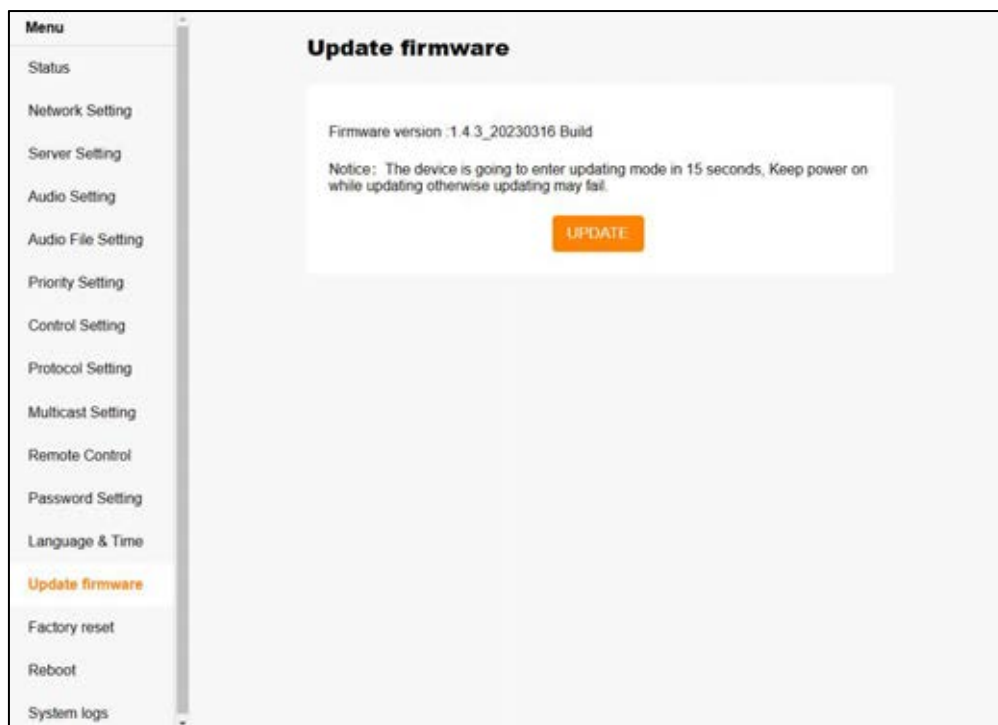 Menu
Status
Network Setting
Server Setting
Audio Setting
Audio File Setting
Priority Setting
Control Setting
Protocol Setting
Multicast Setting
Remote Control
Password Setting
Language & Time
Update firmware
Factory reset
Reboot
System logs
Update firmware
Firmware version :1.4.3_20230316 Build
Notice： The device is going to enter updating mode in 15 seconds, Keep power on
while updating otherwise updating may fail.
UPDATE